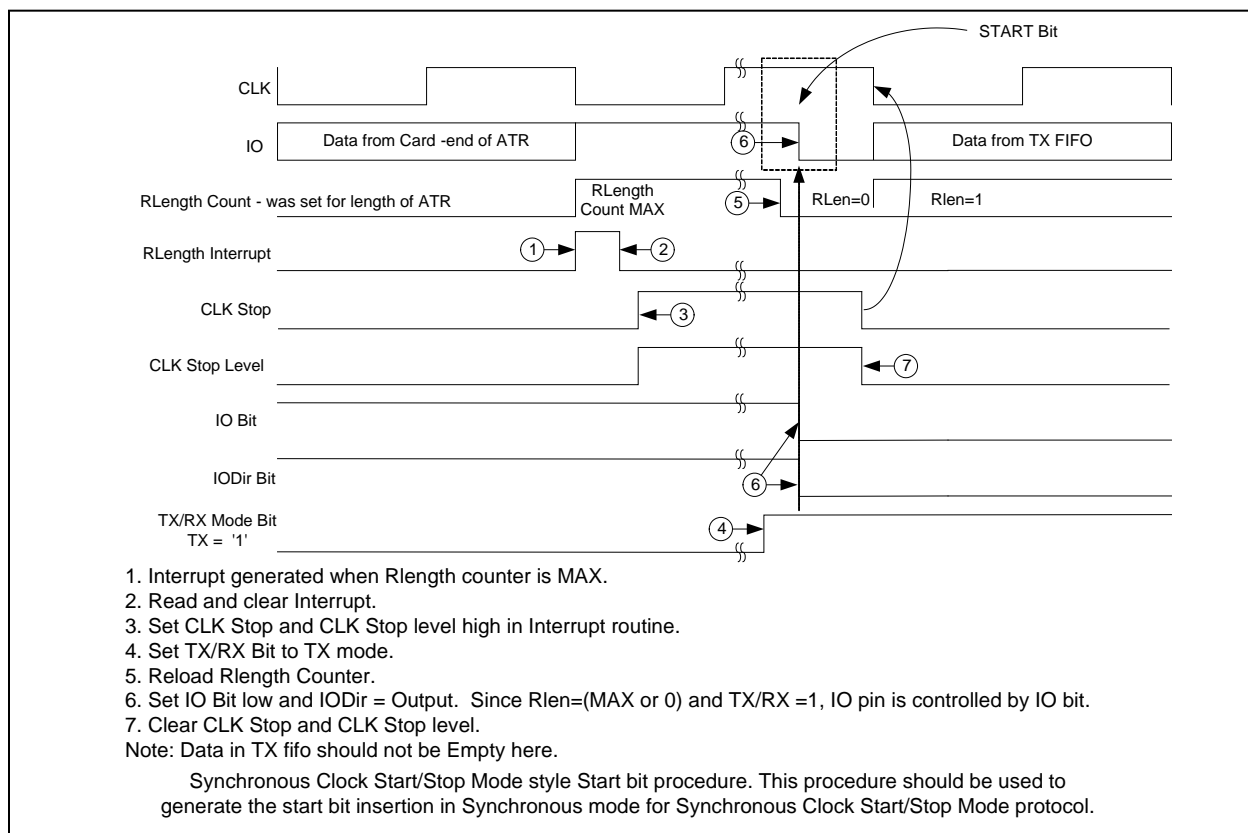 START Bit
CLK
IO
Data from Card -end of ATR
6
Data from TX FIFO
RLength Count - was set for length of ATR
RLength
Count MAX
5
RLen=0
Rlen=1
RLength Interrupt
1
2
CLK Stop
3
CLK Stop Level
7
IO Bit
IODir Bit
6
TX/RX Mode Bit
TX = '1'
4
1. Interrupt generated when Rlength counter is MAX.
2. Read and clear Interrupt.
3. Set CLK Stop and CLK Stop level high in Interrupt routine.
4. Set TX/RX Bit to TX mode.
5. Reload Rlength Counter.
6. Set IO Bit low and IODir = Output. Since Rlen=(MAX or 0) and TX/RX =1, IO pin is controlled by IO bit.
7. Clear CLK Stop and CLK Stop level.
Note: Data in TX fifo should not be Empty here.
Synchronous Clock Start/Stop Mode style Start bit procedure. This procedure should be used to
generate the start bit insertion in Synchronous mode for Synchronous Clock Start/Stop Mode protocol.